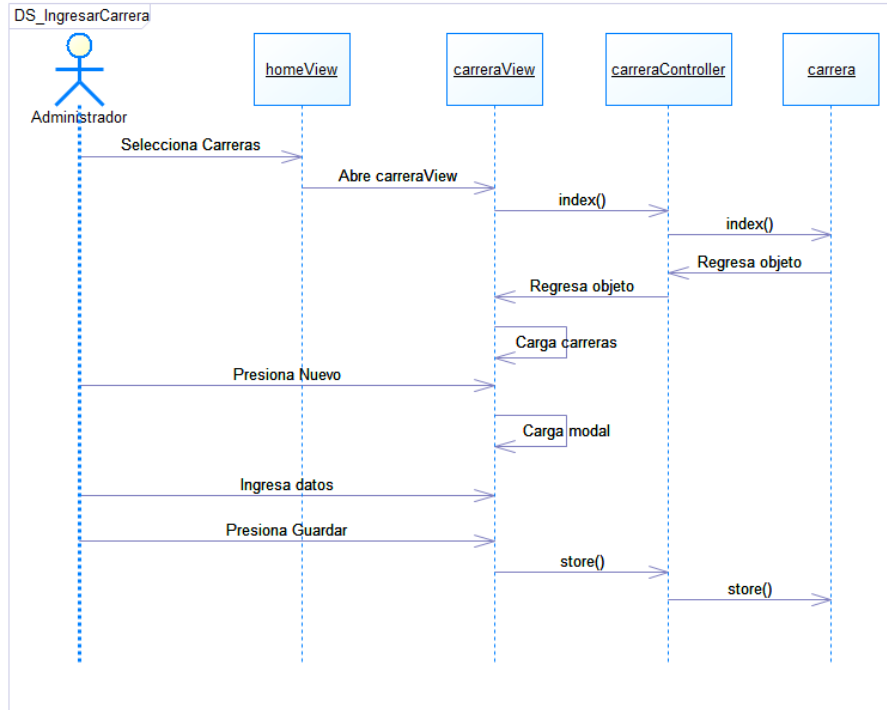 DS_IngresarCarrera
Administrador
homeView
carreraView
carreraController
carrera
Selecciona Carreras
Abre carreraView
index()
index()
Regresa objeto
Regresa objeto
Carga carreras
Presiona Nuevo
Carga modal
Ingresa datos
Presiona Guardar
store()
store()